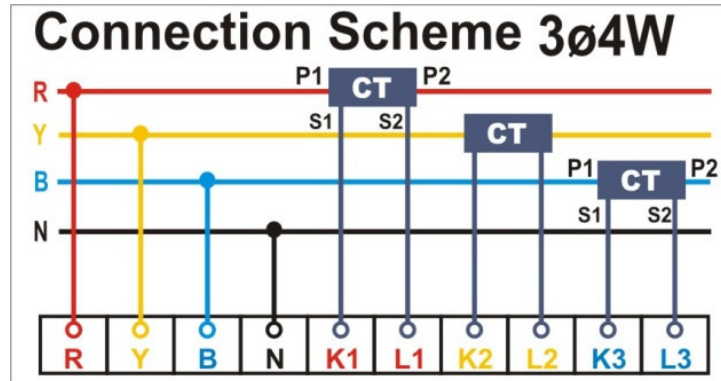 Connection Scheme 3ø4W
P1 CT P2
R
S1 S2
Y CT
P1 CT P2
B
S1 S2
N
R Y B N K1 L1 K2 L2 K3 L3